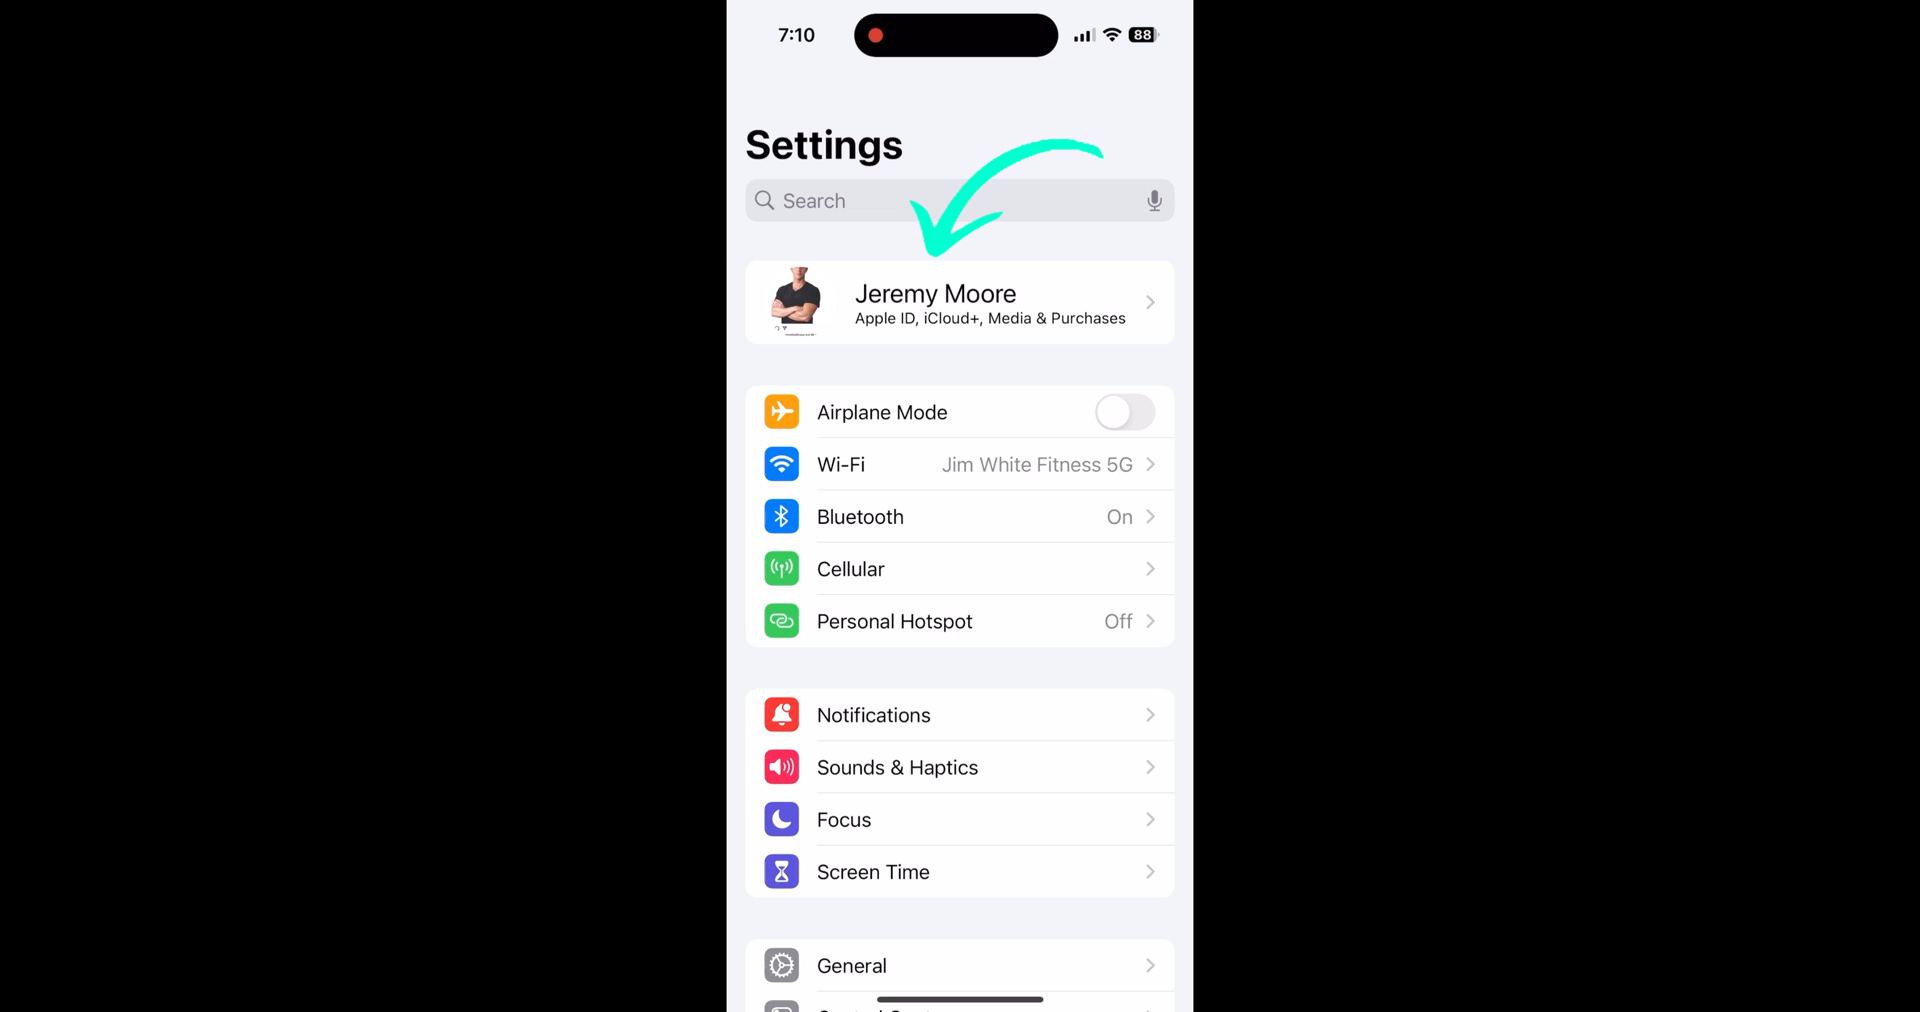 7:10
88
Settings
Search
Jeremy Moore
Apple ID, iCloud+, Media & Purchases
Airplane Mode
Wi-Fi
Jim White Fitness 5G
Bluetooth
On
Cellular
Personal Hotspot
Off
Notifications
Sounds & Haptics
Focus
Screen Time
General